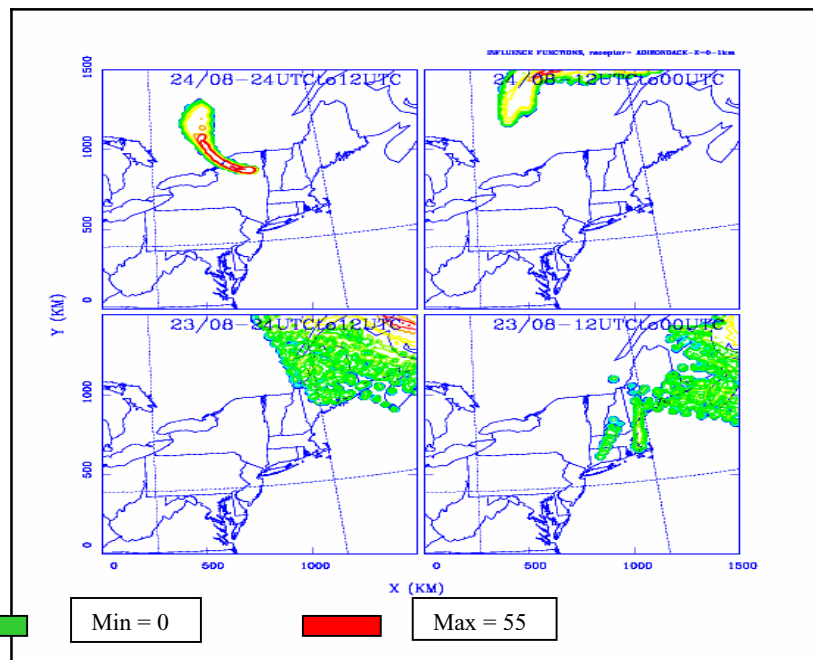 INFLUENCE FUNCTIONS, receptor= ADIRONDACK-Z=0-1km
1500
24/08-24UTCto12UTC
24/08-12UTCto00UTC
1000
500
0
Y (KM)
23/08-24UTCto12UTC
23/08-12UTCto00UTC
1000
500
0
0
500
1000
0
500
1000
1500
X (KM)
Min = 0
Max = 55